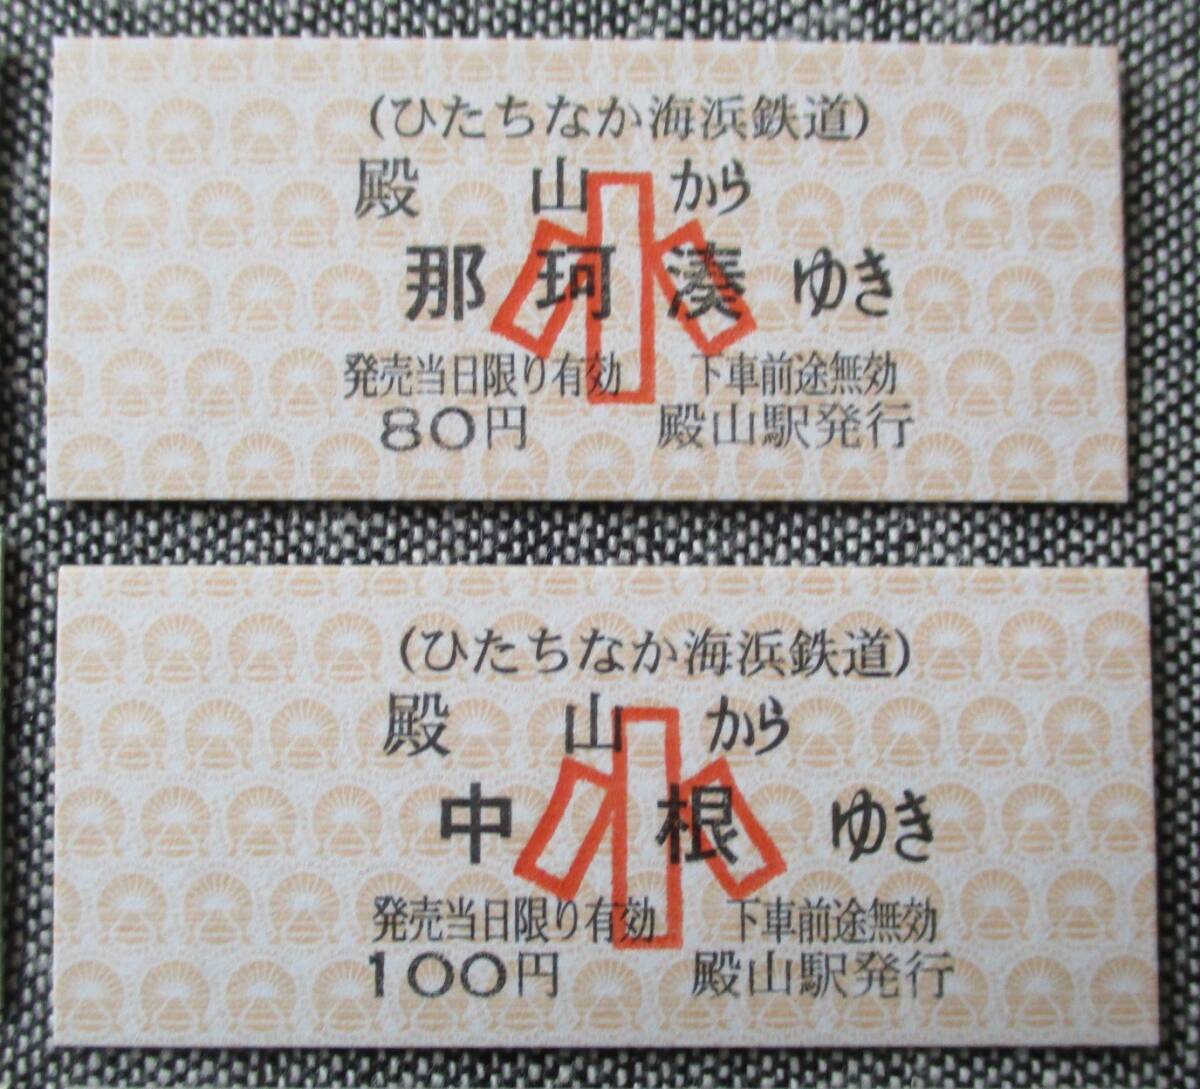 (ひたちなか海浜鉄道)
殿 山 から
那珂湊 ゆき
小
発売当日限り有効 下車前途無効
80円 殿山駅発行
(ひたちなか海浜鉄道)
殿 山 から
中 根 ゆき
小
発売当日限り有効 下車前途無効
100円 殿山駅発行